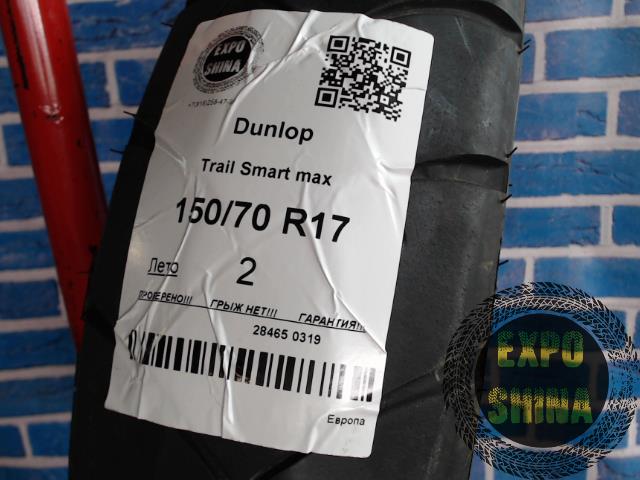 EXPO
SHINA
Dunlop
Trail Smart max
150/70 R17
Лето 2
ПРОВЕРЕНО!!! ГРЫЖ НЕТ!!! ГАРАНТИЯ!!!
28465 0319
Европа
EXPO
SHINA